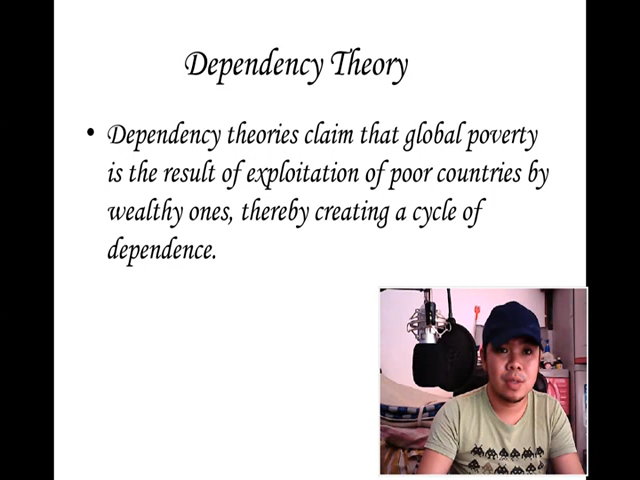 Dependency Theory
• Dependency theories claim that global poverty
is the result of exploitation of poor countries by
wealthy ones, thereby creating a cycle of
dependence.